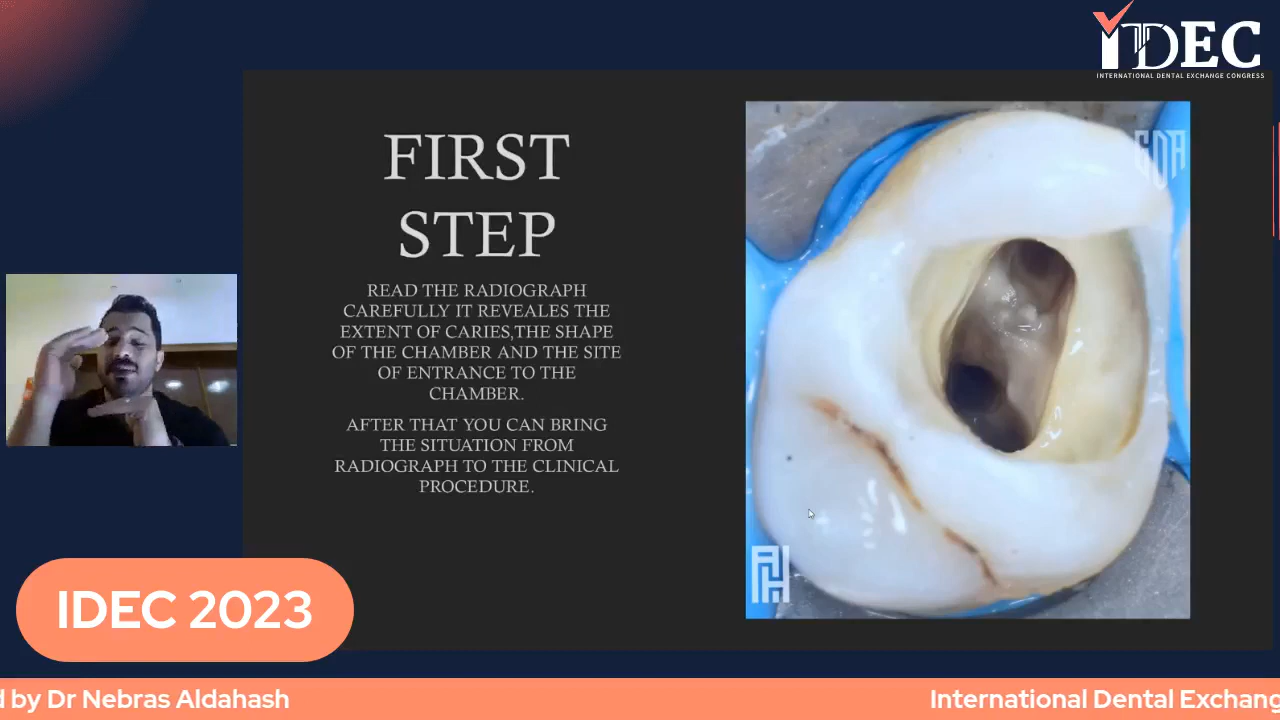 IDEC
INTERNATIONAL DENTAL EXCHANGE CONGRESS
FIRST
STEP
READ THE RADIOGRAPH
CAREFULLY IT REVEALES THE
EXTENT OF CARIES,THE SHAPE
OF THE CHAMBER AND THE SITE
OF ENTRANCE TO THE
CHAMBER.
AFTER THAT YOU CAN BRING
THE SITUATION FROM
RADIOGRAPH TO THE CLINICAL
PROCEDURE.
IDEC 2023
d by Dr Nebras Aldahash
International Dental Exchang